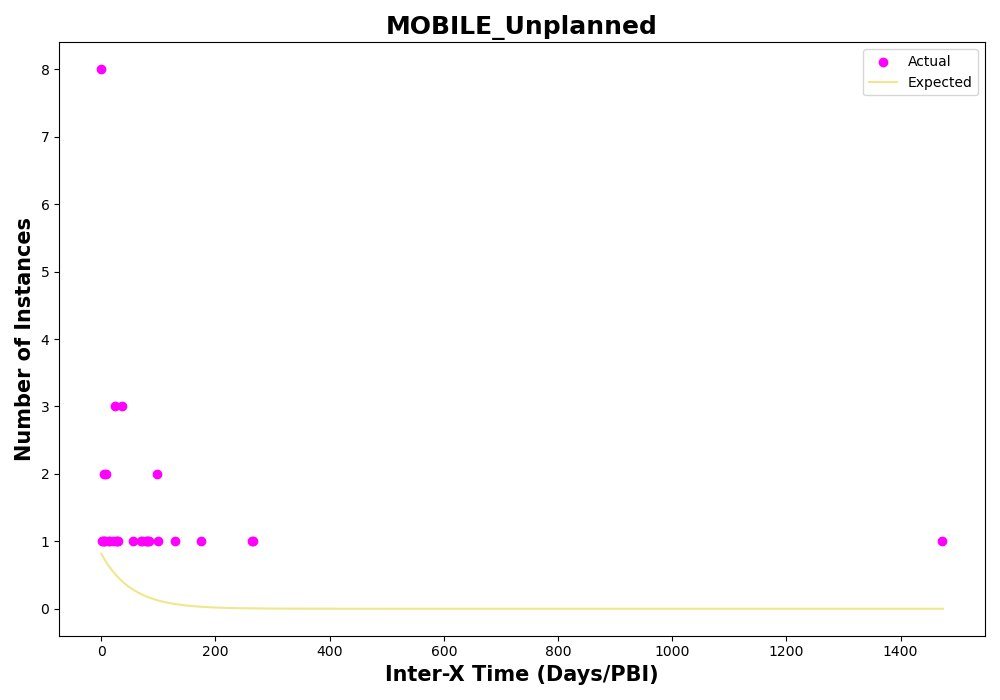 MOBILE_Unplanned
Actual
Expected
8
7
6
5
4
3
2
1
0
Number of Instances
0 200 400 600 800 1000 1200 1400
Inter-X Time (Days/PBI)